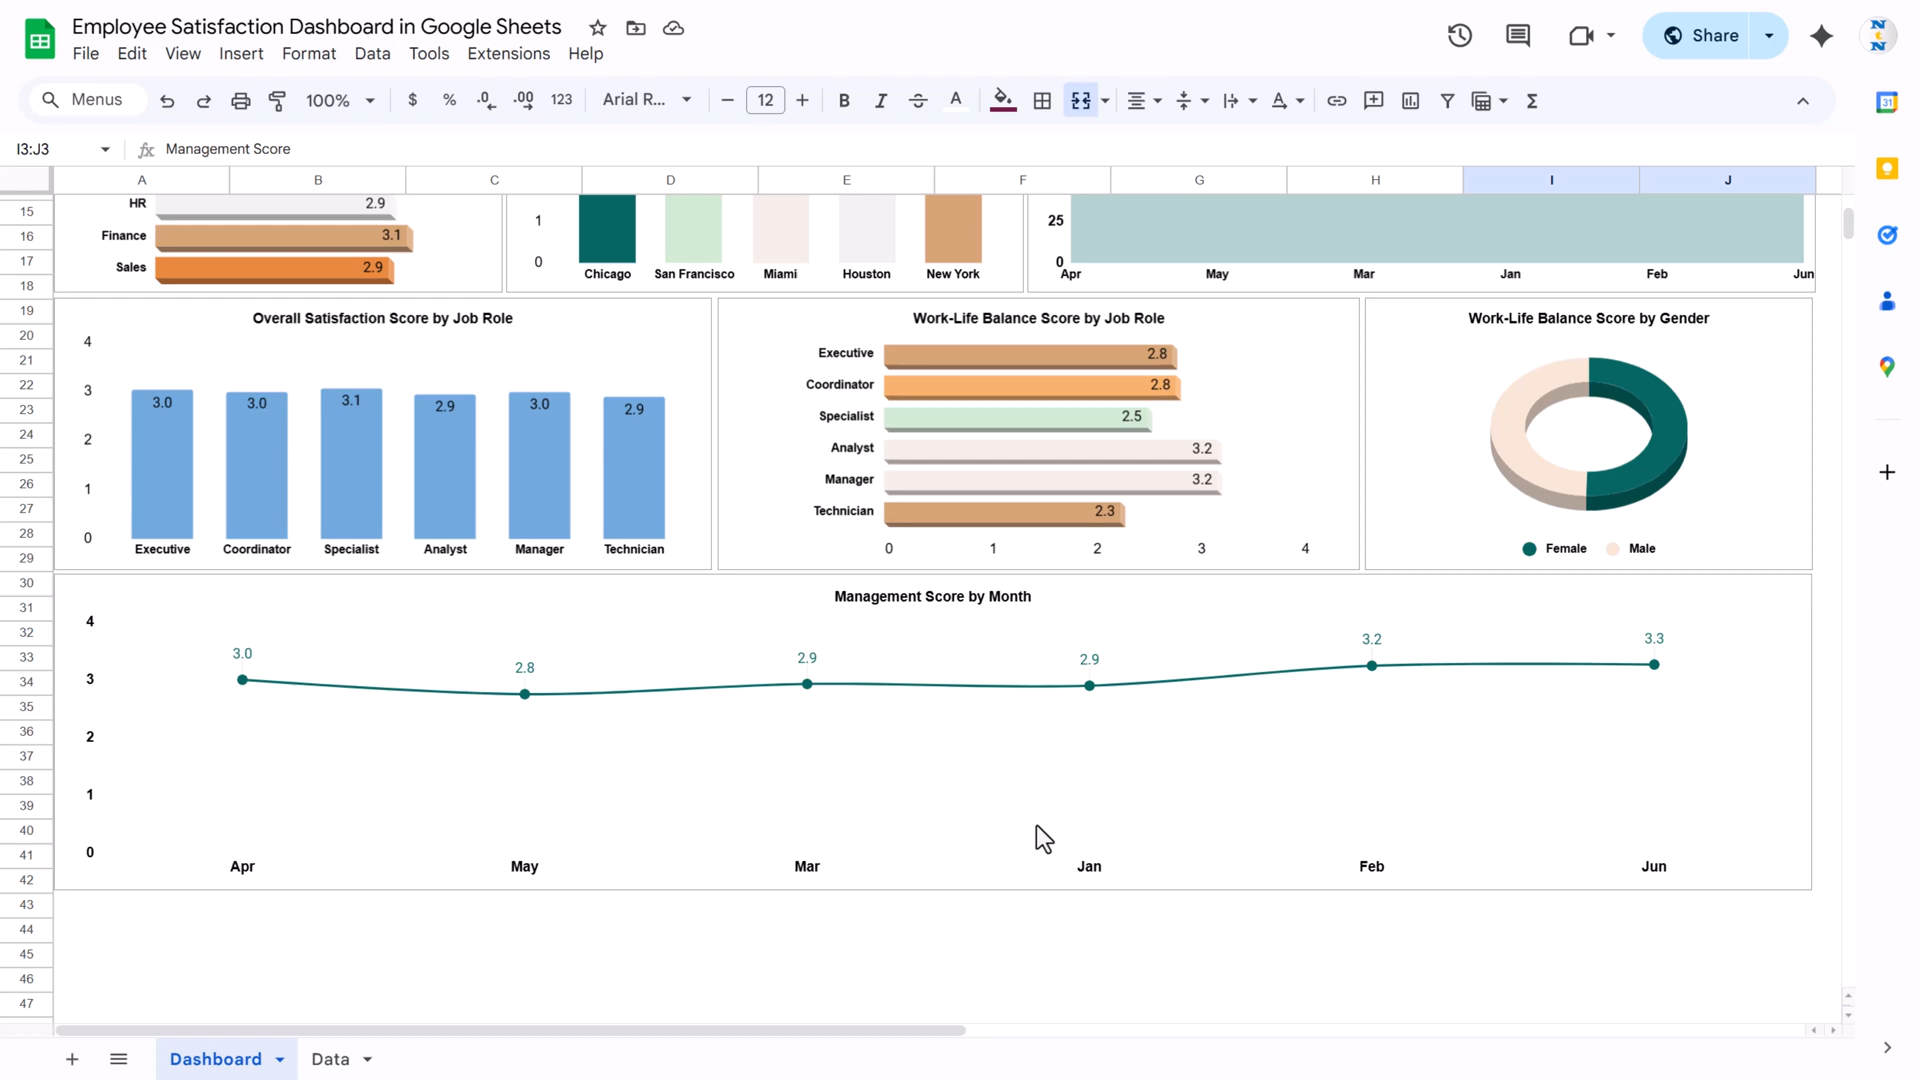 Employee Satisfaction Dashboard in Google Sheets
File Edit View Insert Format Data Tools Extensions Help
Share
Menus 100% $ % .0 .00 123 Arial R... 12 B I A
31
I3:J3 fx Management Score
A B C D E F G H I J
15
16
17
18
19
20
21
22
23
24
25
26
27
28
29
30
31
32
33
34
35
36
37
38
39
40
41
42
43
44
45
46
47
HR 2.9
Finance 3.1
Sales 2.9
1
0
Chicago San Francisco Miami Houston New York
25
0
Apr May Mar Jan Feb Jun
Overall Satisfaction Score by Job Role
4
3
2
1
0
3.0 3.0 3.1 2.9 3.0 2.9
Executive Coordinator Specialist Analyst Manager Technician
Work-Life Balance Score by Job Role
Executive 2.8
Coordinator 2.8
Specialist 2.5
Analyst 3.2
Manager 3.2
Technician 2.3
0 1 2 3 4
Work-Life Balance Score by Gender
Female Male
Management Score by Month
4
3
2
1
0
3.0 2.8 2.9 2.9 3.2 3.3
Apr May Mar Jan Feb Jun
Dashboard Data